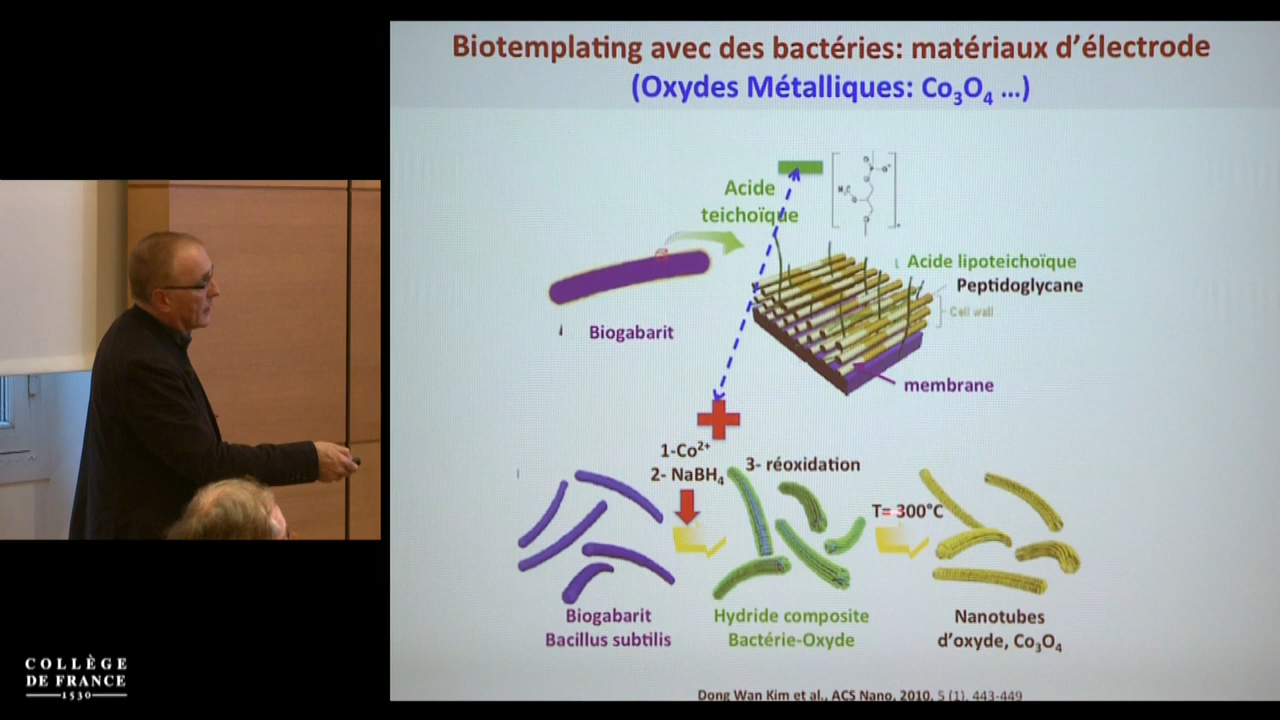 Biotemplating avec des bactéries: matériaux d'électrode
(Oxydes Métalliques: Co₃O₄ ...)
Acide
teichoïque
H₃C
Acide lipoteichoïque
Peptidoglycane
Cell wall
Biogabarit
membrane
1-Co²⁺
2- NaBH₄
3- réoxidation
T= 300°C
Biogabarit
Bacillus subtilis
Hydride composite
Bactérie-Oxyde
Nanotubes
d'oxyde, Co₃O₄
Dong Wan Kim et al., ACS Nano, 2010, 5 (1), 443-449
COLLÈGE
DE FRANCE
1530